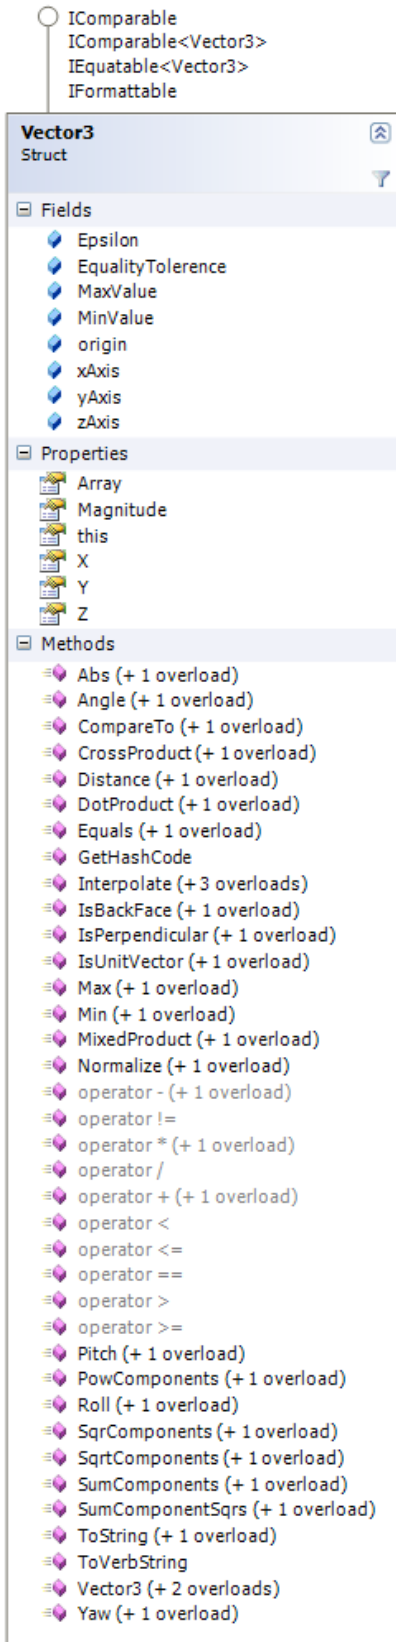 IComparable
IComparable<Vector3>
IEquatable<Vector3>
IFormattable
Vector3
Struct
Fields
Epsilon
EqualityTolerence
MaxValue
MinValue
origin
xAxis
yAxis
zAxis
Properties
Array
Magnitude
this
X
Y
Z
Methods
Abs (+ 1 overload)
Angle (+ 1 overload)
CompareTo (+ 1 overload)
CrossProduct (+ 1 overload)
Distance (+ 1 overload)
DotProduct (+ 1 overload)
Equals (+ 1 overload)
GetHashCode
Interpolate (+ 3 overloads)
IsBackFace (+ 1 overload)
IsPerpendicular (+ 1 overload)
IsUnitVector (+ 1 overload)
Max (+ 1 overload)
Min (+ 1 overload)
MixedProduct (+ 1 overload)
Normalize (+ 1 overload)
operator - (+ 1 overload)
operator !=
operator * (+ 1 overload)
operator /
operator + (+ 1 overload)
operator <
operator <=
operator ==
operator >
operator >=
Pitch (+ 1 overload)
PowComponents (+ 1 overload)
Roll (+ 1 overload)
SqrComponents (+ 1 overload)
SqrtComponents (+ 1 overload)
SumComponents (+ 1 overload)
SumComponentSqrs (+ 1 overload)
ToString (+ 1 overload)
ToVerbString
Vector3 (+ 2 overloads)
Yaw (+ 1 overload)